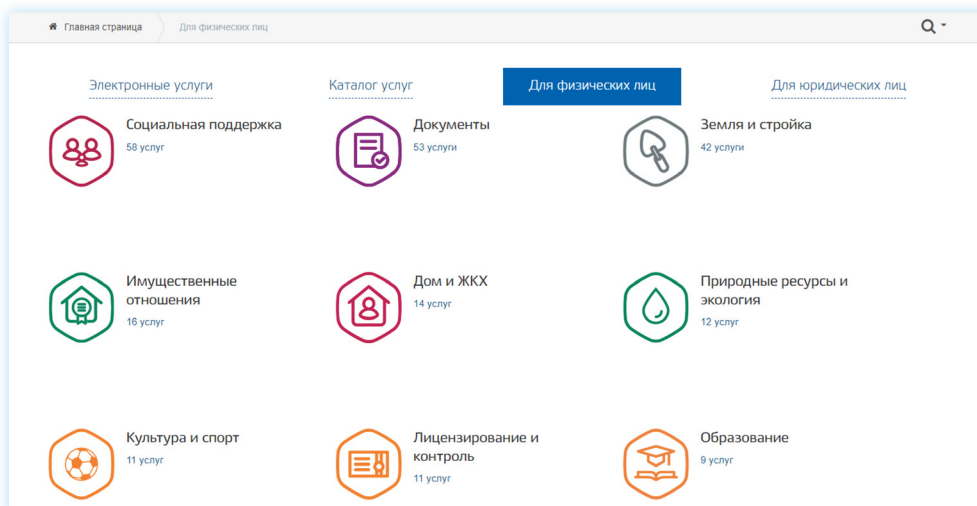 Главная страница
Для физических лиц
Электронные услуги
Каталог услуг
Для физических лиц
Для юридических лиц
Социальная поддержка
58 услуг
Документы
53 услуги
Земля и стройка
42 услуги
Имущественные
отношения
16 услуг
Дом и ЖКХ
14 услуг
Природные ресурсы и
экология
12 услуг
Культура и спорт
11 услуг
Лицензирование и
контроль
11 услуг
Образование
9 услуг